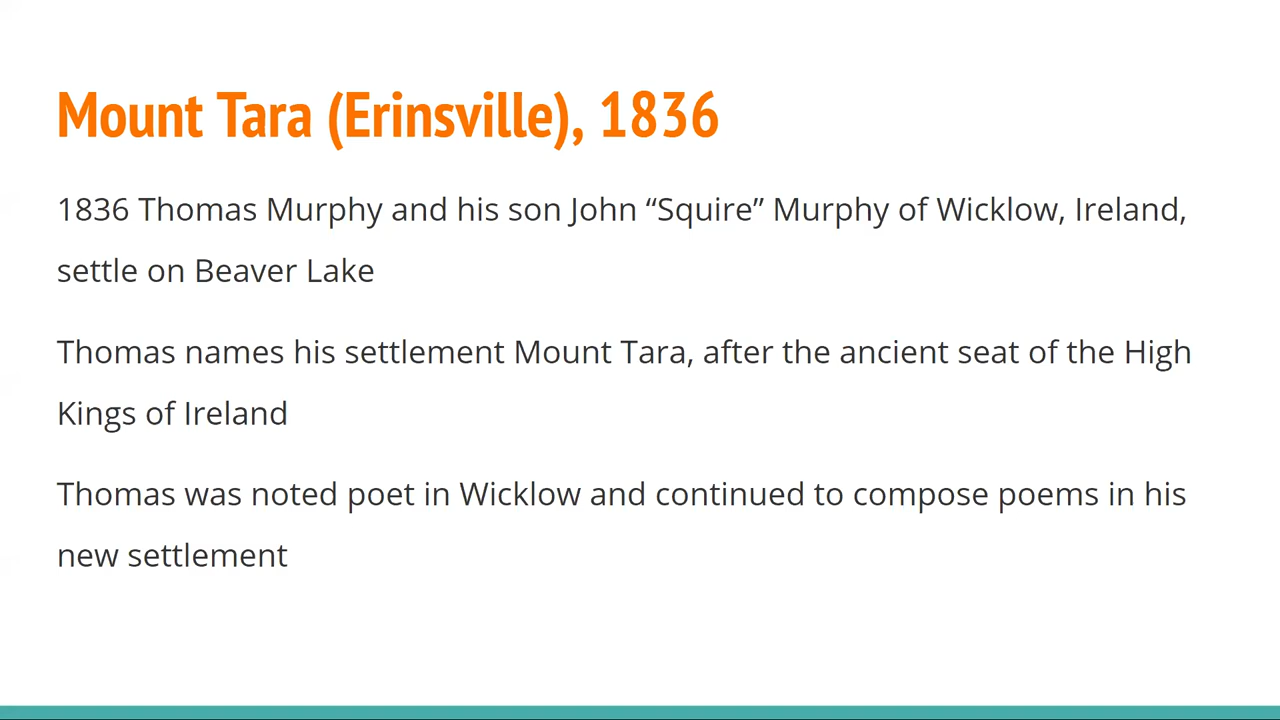 Mount Tara (Erinsville), 1836
1836 Thomas Murphy and his son John “Squire” Murphy of Wicklow, Ireland,
settle on Beaver Lake
Thomas names his settlement Mount Tara, after the ancient seat of the High
Kings of Ireland
Thomas was noted poet in Wicklow and continued to compose poems in his
new settlement